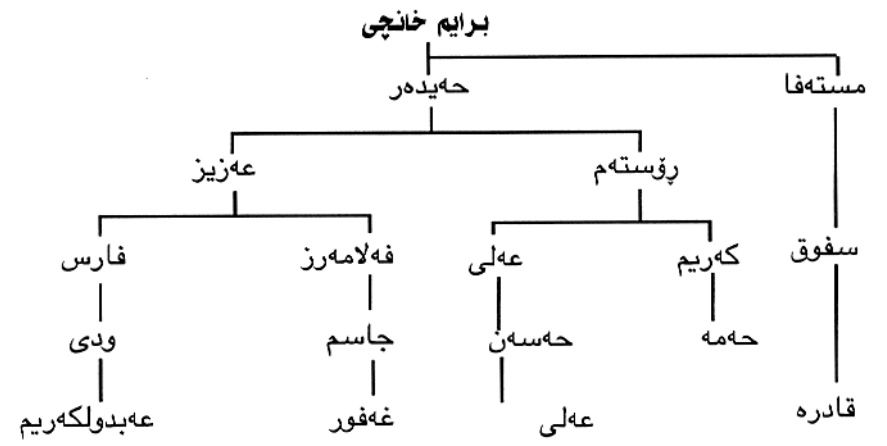 برایم خانچی
مستەفا
حەیدەر
ڕۆستەم
عەزیز
سفوق
کەریم
عەلی
فەلامەرز
فارس
حەمە
حەسەن
جاسم
ودی
قادرە
عەلی
غەفور
عەبدولکەریم